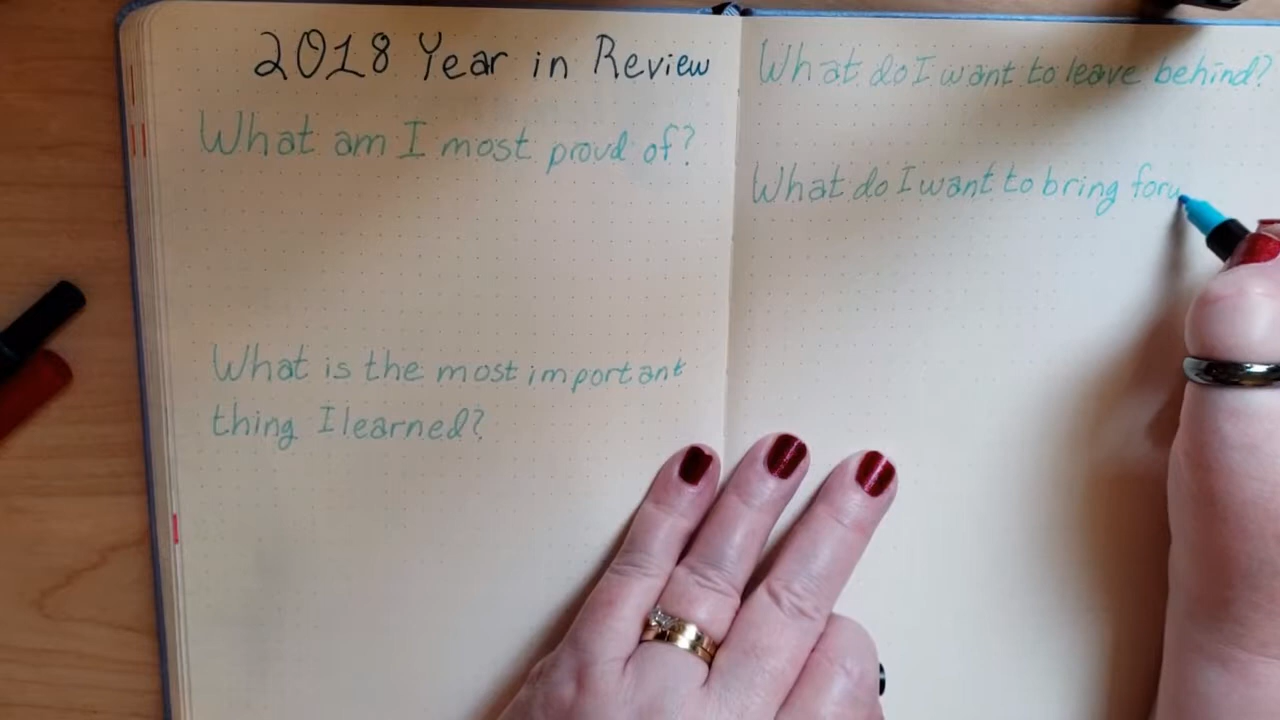 2018 Year in Review
What am I most proud of?
What is the most important
thing I learned?
What do I want to leave behind?
What do I want to bring forw